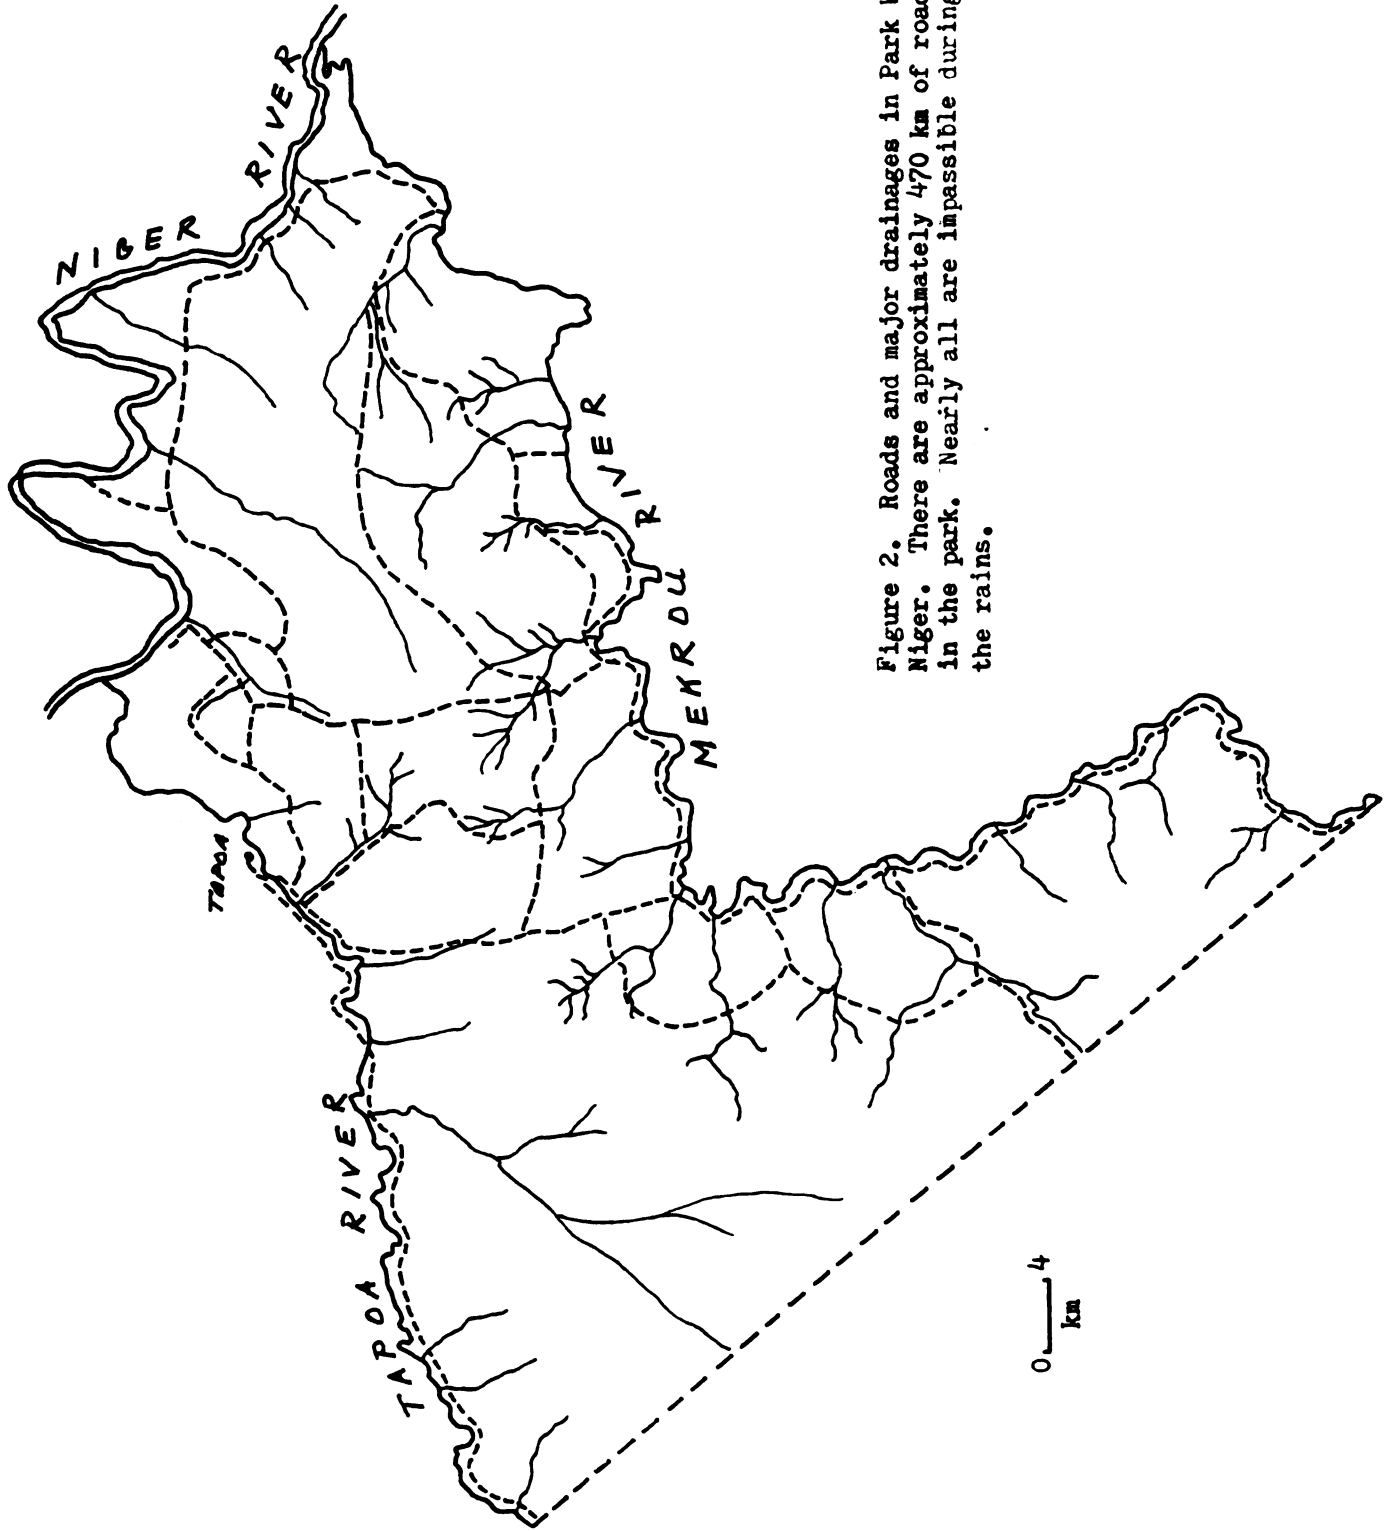 NIGER RIVER
TAPOA
TAPOA RIVER
MEKROU RIVER
0 4
km
Figure 2. Roads and major drainages in Park
Niger. There are approximately 470 km of road
in the park. Nearly all are impassible during
the rains.